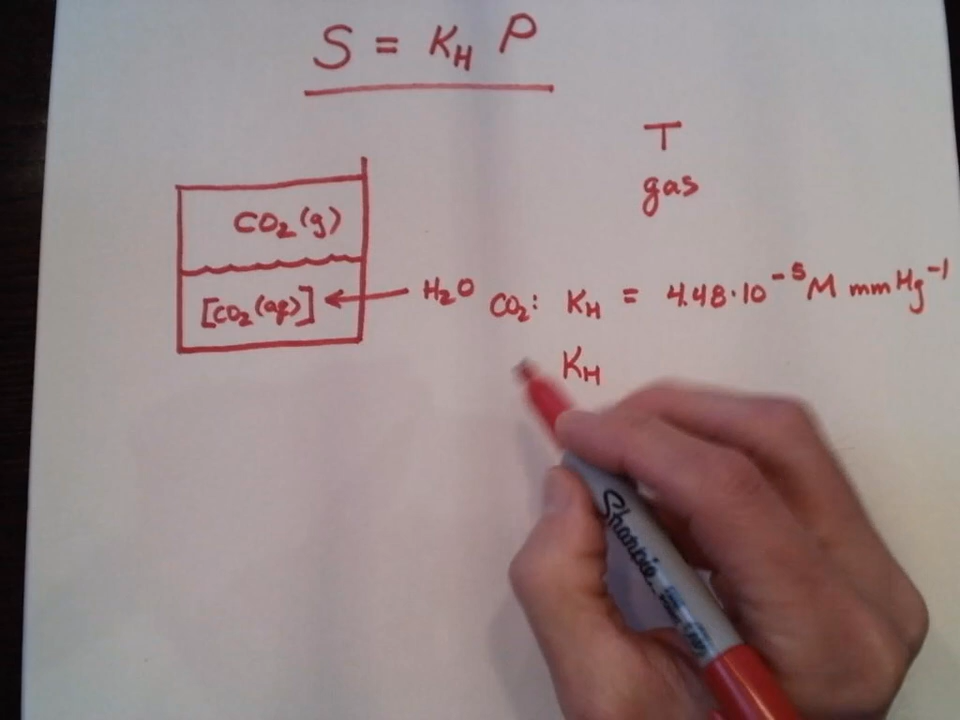 S = K_H P
T
gas
CO₂(g)
[CO₂(aq)] ← H₂O
CO₂: K_H = 4.48·10⁻⁵ M mmHg⁻¹
K_H
Sharpie